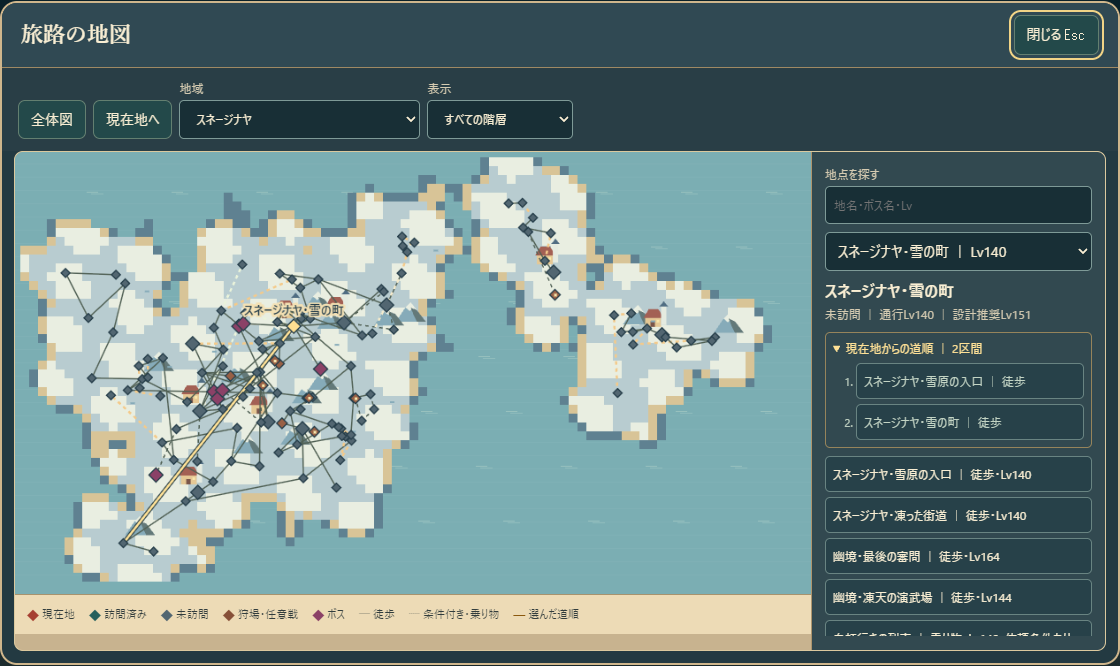 旅路の地図
閉じる Esc
全体図
現在地へ
地域
スネージナヤ
表示
すべての階層
スネージナヤ・雪の町
現在地
訪問済み
未訪問
狩場・任意戦
ボス
徒歩
条件付き・乗り物
選んだ道順
地点を探す
地名・ボス名・Lv
スネージナヤ・雪の町 ｜ Lv140
スネージナヤ・雪の町
未訪問 ｜ 通行Lv140 ｜ 設計推奨Lv151
▼ 現在地からの道順 ｜ 2区間
1. スネージナヤ・雪原の入口 ｜ 徒歩
2. スネージナヤ・雪の町 ｜ 徒歩
スネージナヤ・雪原の入口 ｜ 徒歩・Lv140
スネージナヤ・凍った街道 ｜ 徒歩・Lv140
幽境・最後の審問 ｜ 徒歩・Lv164
幽境・凍天の演武場 ｜ 徒歩・Lv144